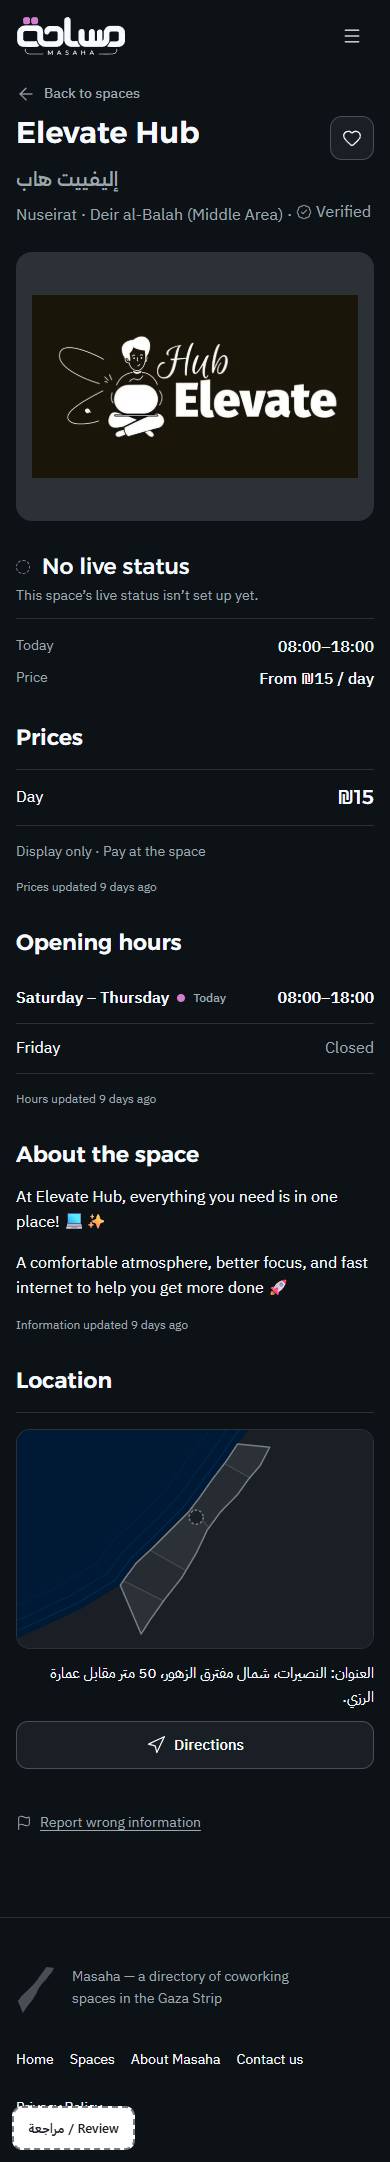 مساحة
MASAHA
Back to spaces
Elevate Hub
إليفييت هاب
Nuseirat · Deir al-Balah (Middle Area) · Verified
Hub
Elevate
No live status
This space’s live status isn’t set up yet.
Today 08:00–18:00
Price From ₪15 / day
Prices
Day ₪15
Display only · Pay at the space
Prices updated 9 days ago
Opening hours
Saturday – Thursday Today 08:00–18:00
Friday Closed
Hours updated 9 days ago
About the space
At Elevate Hub, everything you need is in one
place! 💻 ✨
A comfortable atmosphere, better focus, and fast
internet to help you get more done 🚀
Information updated 9 days ago
Location
العنوان: النصيرات، شمال مفترق الزهور، 50 متر مقابل عمارة
الرزي.
Directions
Report wrong information
Masaha — a directory of coworking
spaces in the Gaza Strip
Home Spaces About Masaha Contact us
مراجعة / Review